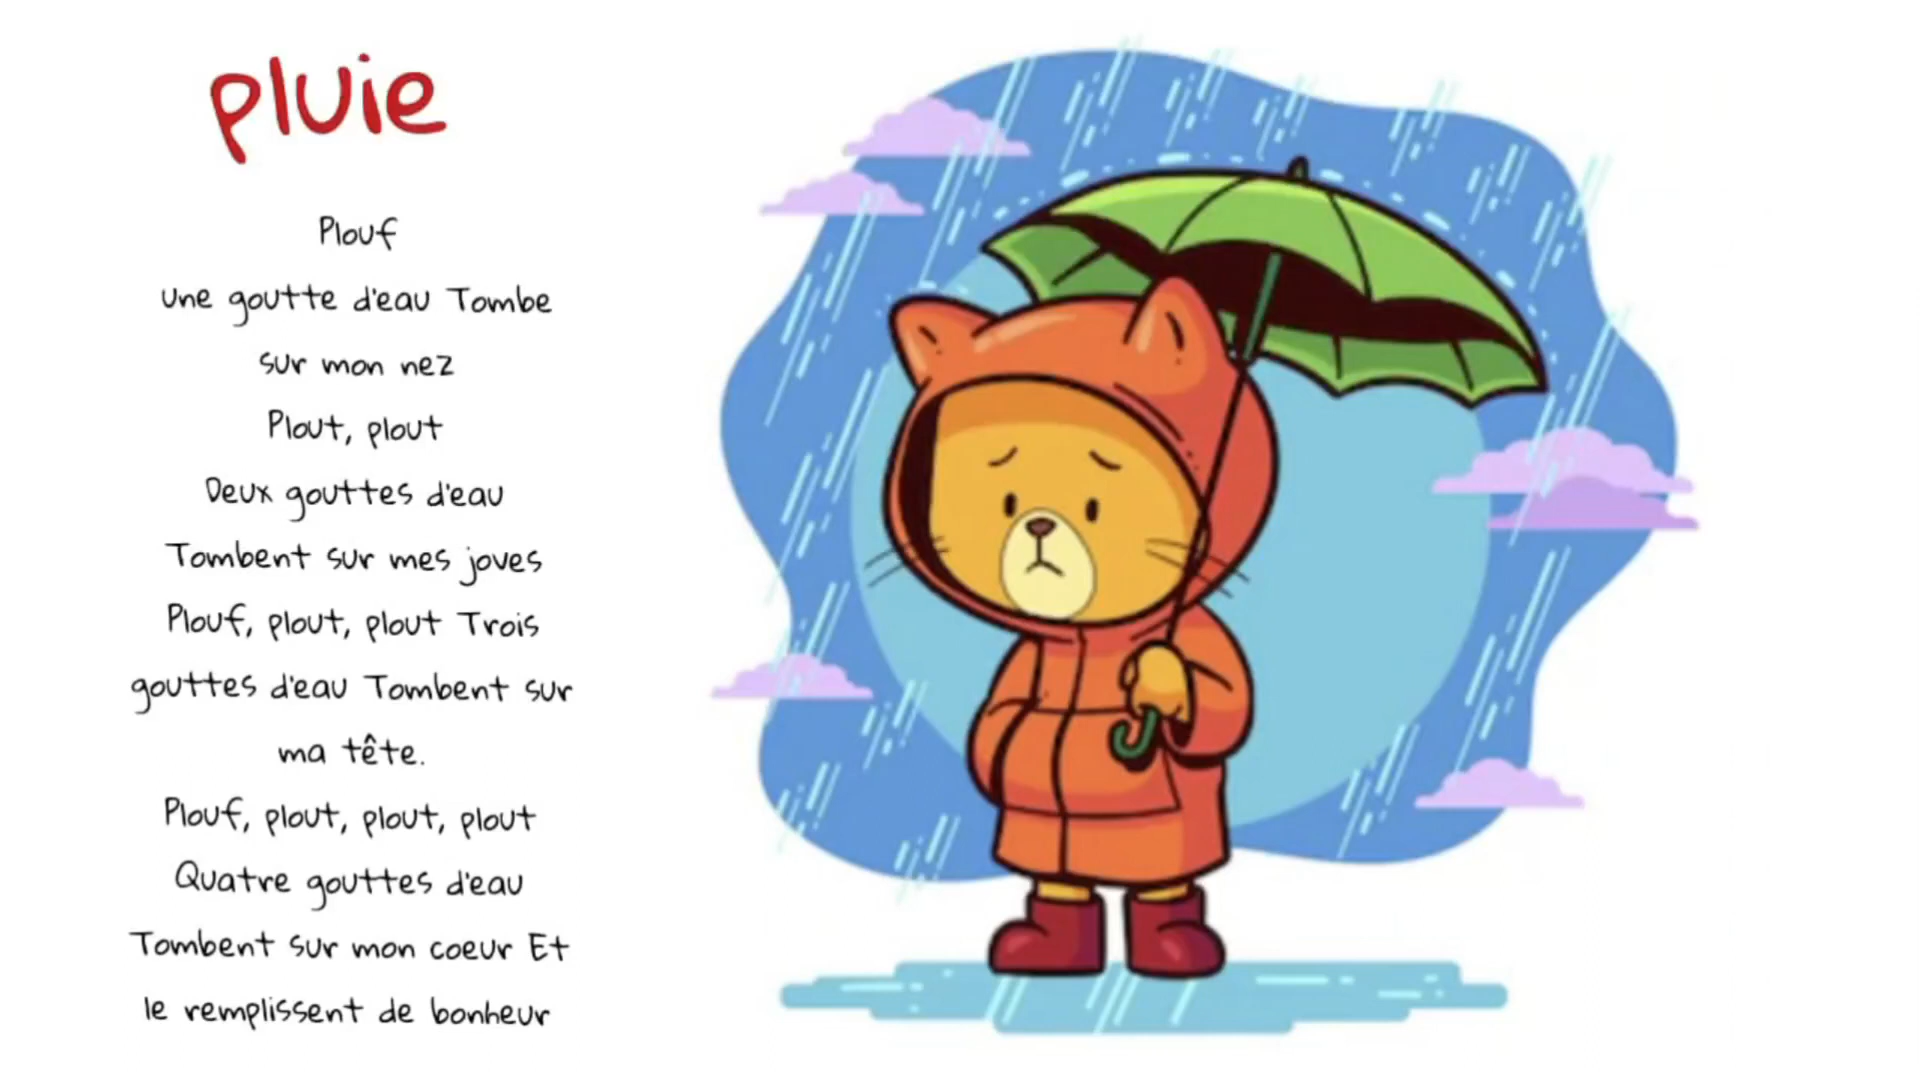 pluie
Plouf
une goutte d'eau Tombe
sur mon nez
Plout, plout
Deux gouttes d'eau
Tombent sur mes joves
Plouf, plout, plout Trois
gouttes d'eau Tombent sur
ma tête.
Plouf, plout, plout, plout
Quatre gouttes d'eau
Tombent sur mon coeur Et
le remplissent de bonheur